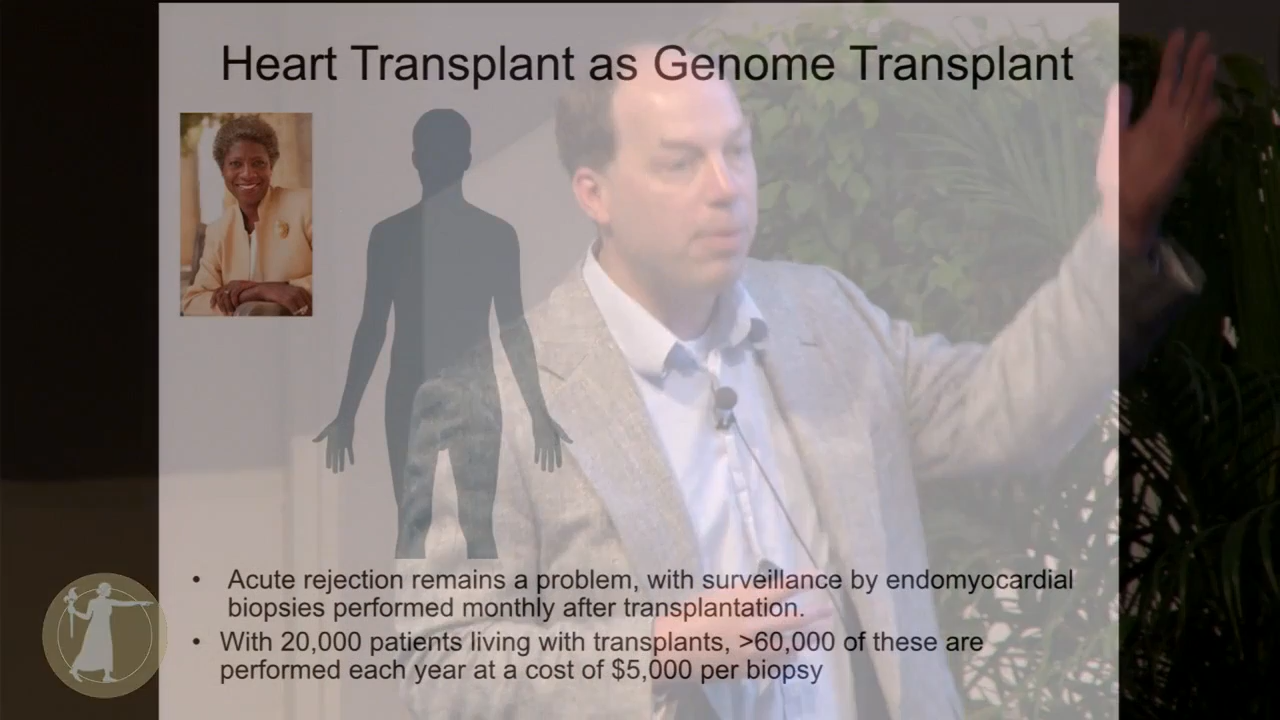 Heart Transplant as Genome Transplant
• Acute rejection remains a problem, with surveillance by endomyocardial
biopsies performed monthly after transplantation.
• With 20,000 patients living with transplants, >60,000 of these are
performed each year at a cost of $5,000 per biopsy